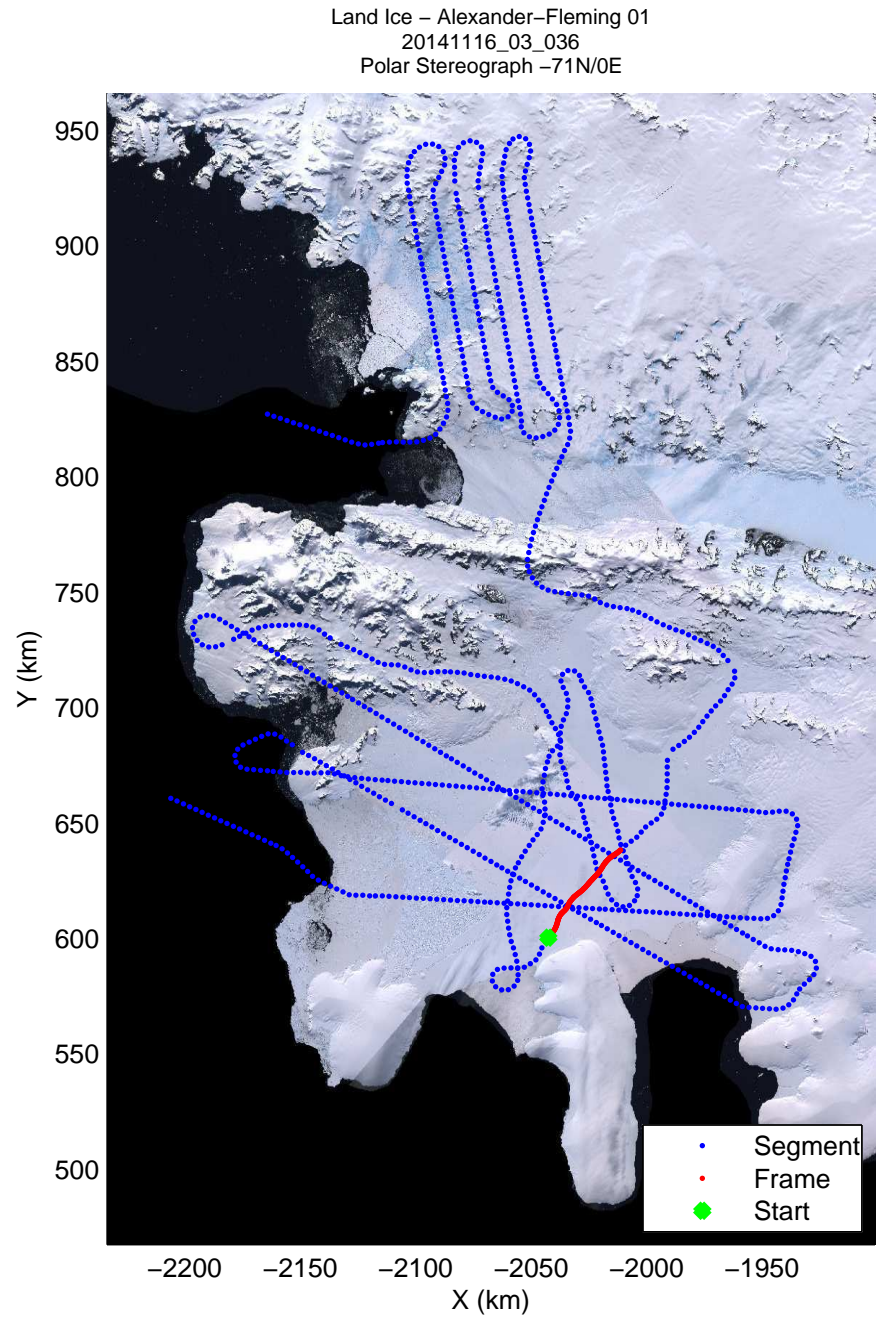 Land Ice − Alexander−Fleming 01
20141116_03_036
Polar Stereograph −71N/0E
950
900
850
800
750
700
650
600
550
500
Y (km)
Segment
Frame
Start
−2200 −2150 −2100 −2050 −2000 −1950
X (km)